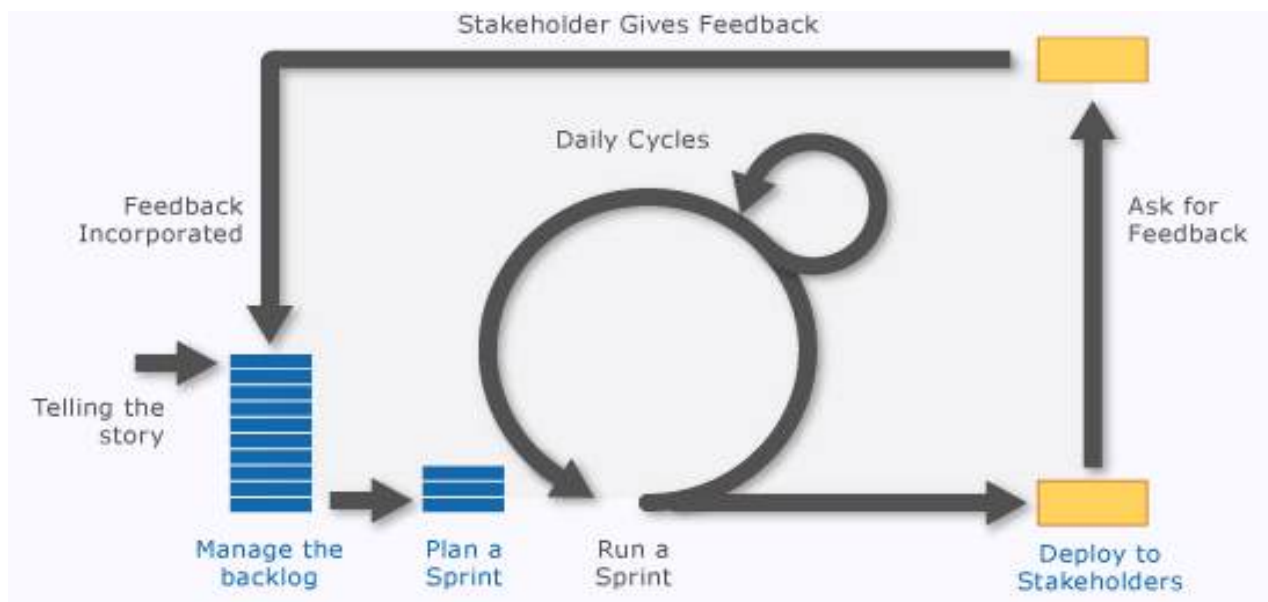 Stakeholder Gives Feedback
Daily Cycles
Feedback
Incorporated
Ask for
Feedback
Telling the
story
Manage the
backlog
Plan a
Sprint
Run a
Sprint
Deploy to
Stakeholders